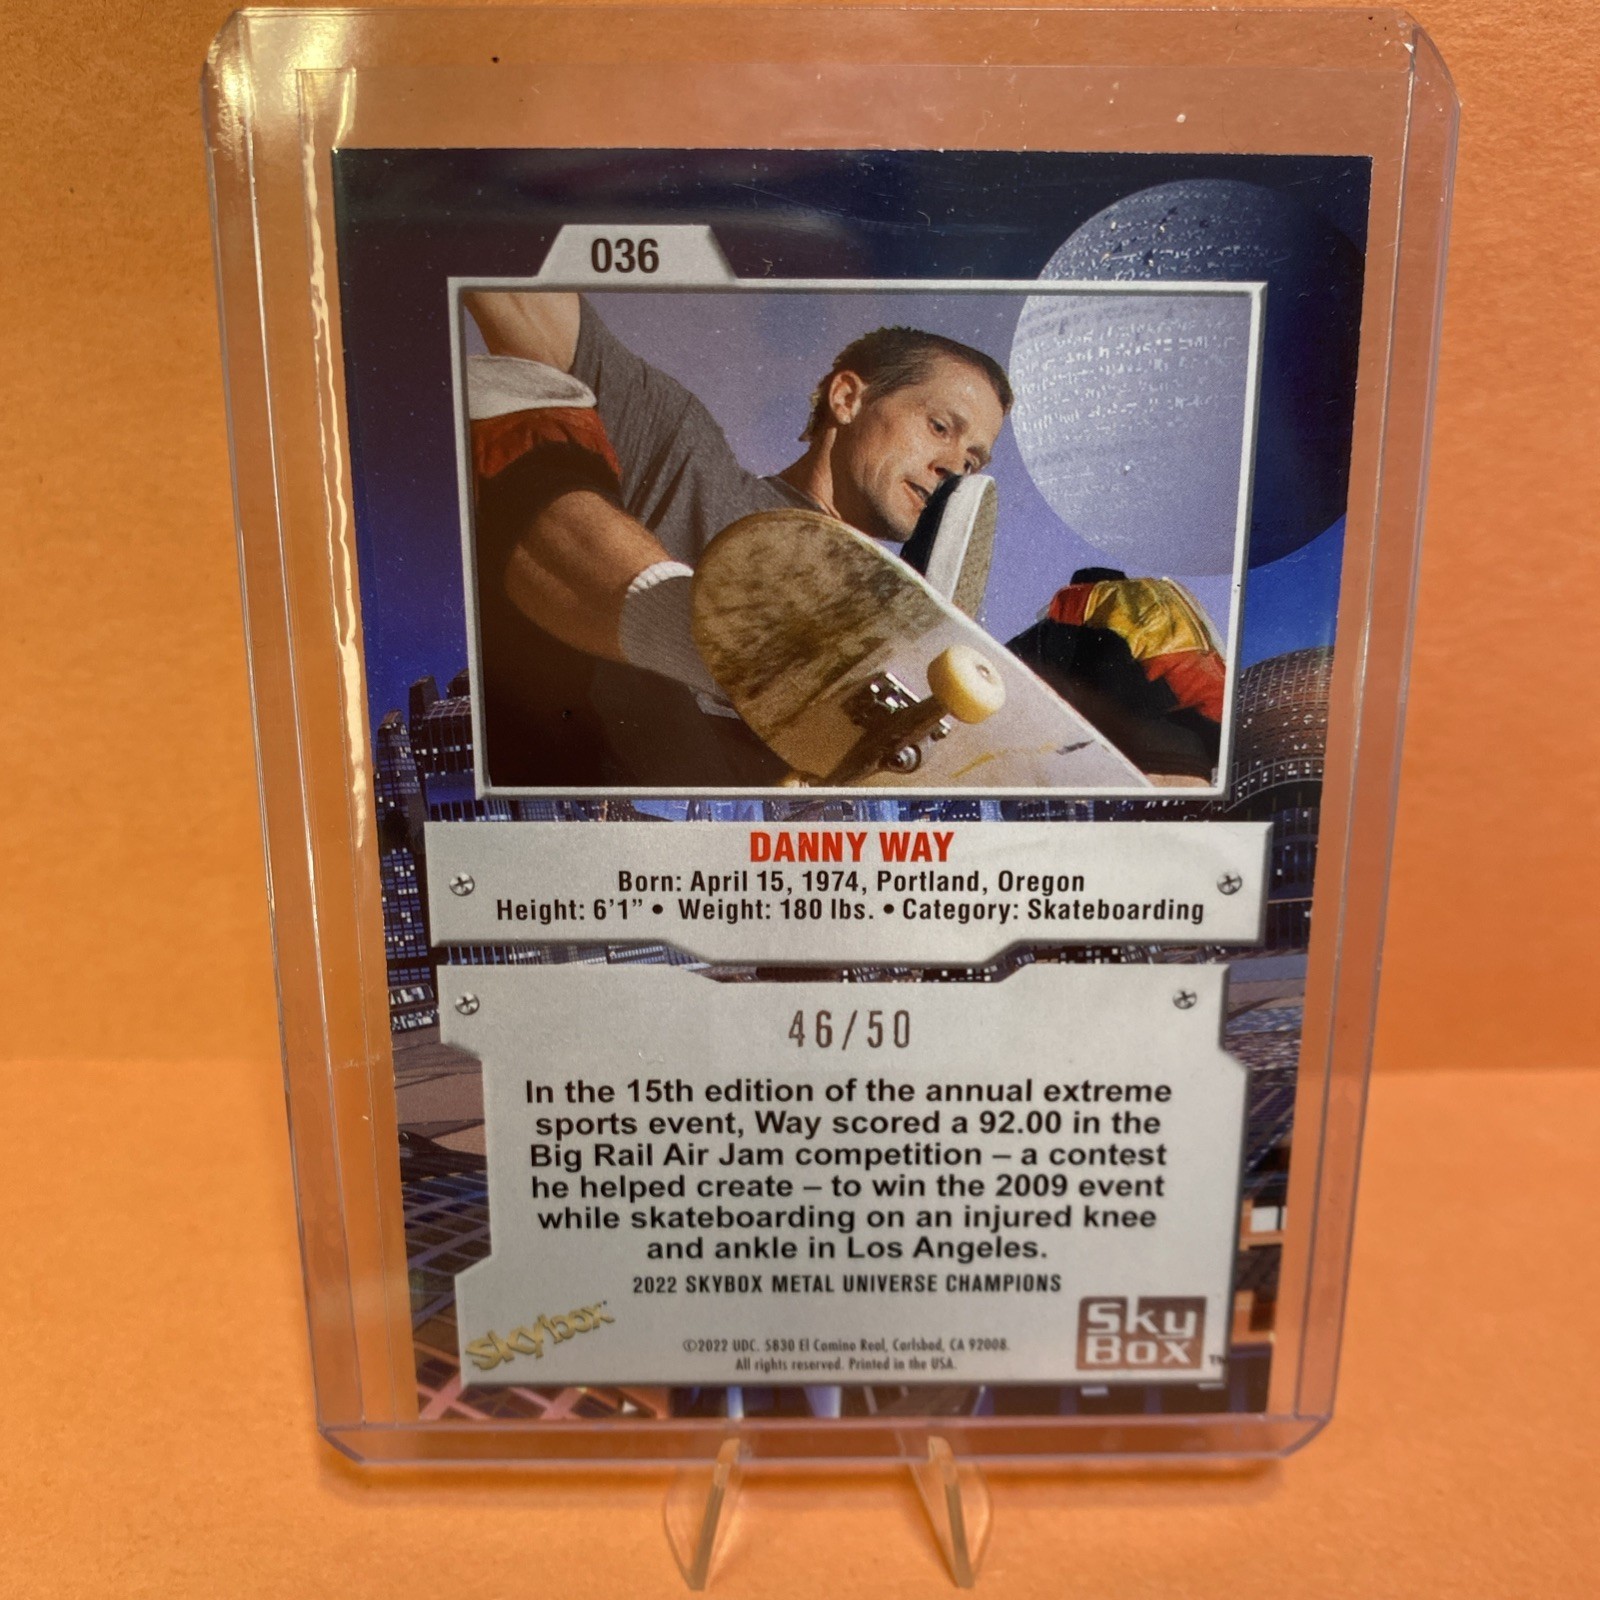 036
DANNY WAY
Born: April 15, 1974, Portland, Oregon
Height: 6'1” • Weight: 180 lbs. • Category: Skateboarding
46/50
In the 15th edition of the annual extreme
sports event, Way scored a 92.00 in the
Big Rail Air Jam competition – a contest
he helped create – to win the 2009 event
while skateboarding on an injured knee
and ankle in Los Angeles.
2022 SKYBOX METAL UNIVERSE CHAMPIONS
Skybox
©2022 UDC. 5830 El Camino Real, Carlsbad, CA 92008.
All rights reserved. Printed in the USA.
Sky
Box TM